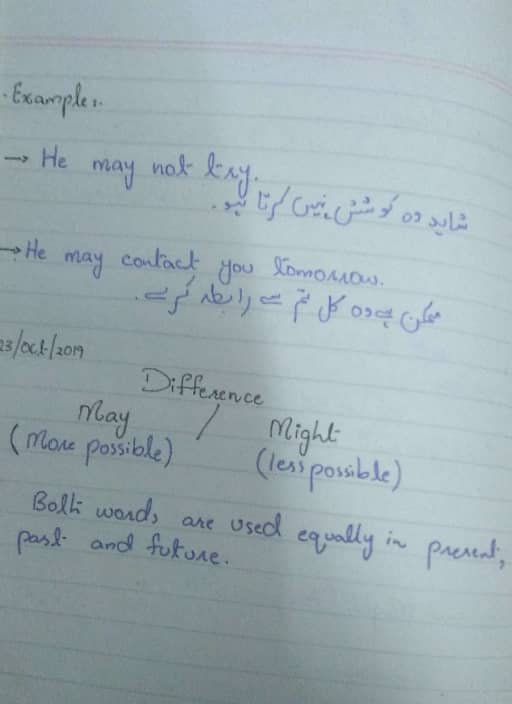 Example:-
→ He may not try.
شاید وہ کوشش نہیں کرتا ہو.
→ He may contact you tomorrow.
ممکن ہے وہ کل تم سے رابطہ کرے.
23/oct/2019
Difference
May / Might
(More possible) (less possible)
Both words are used equally in present,
past and future.